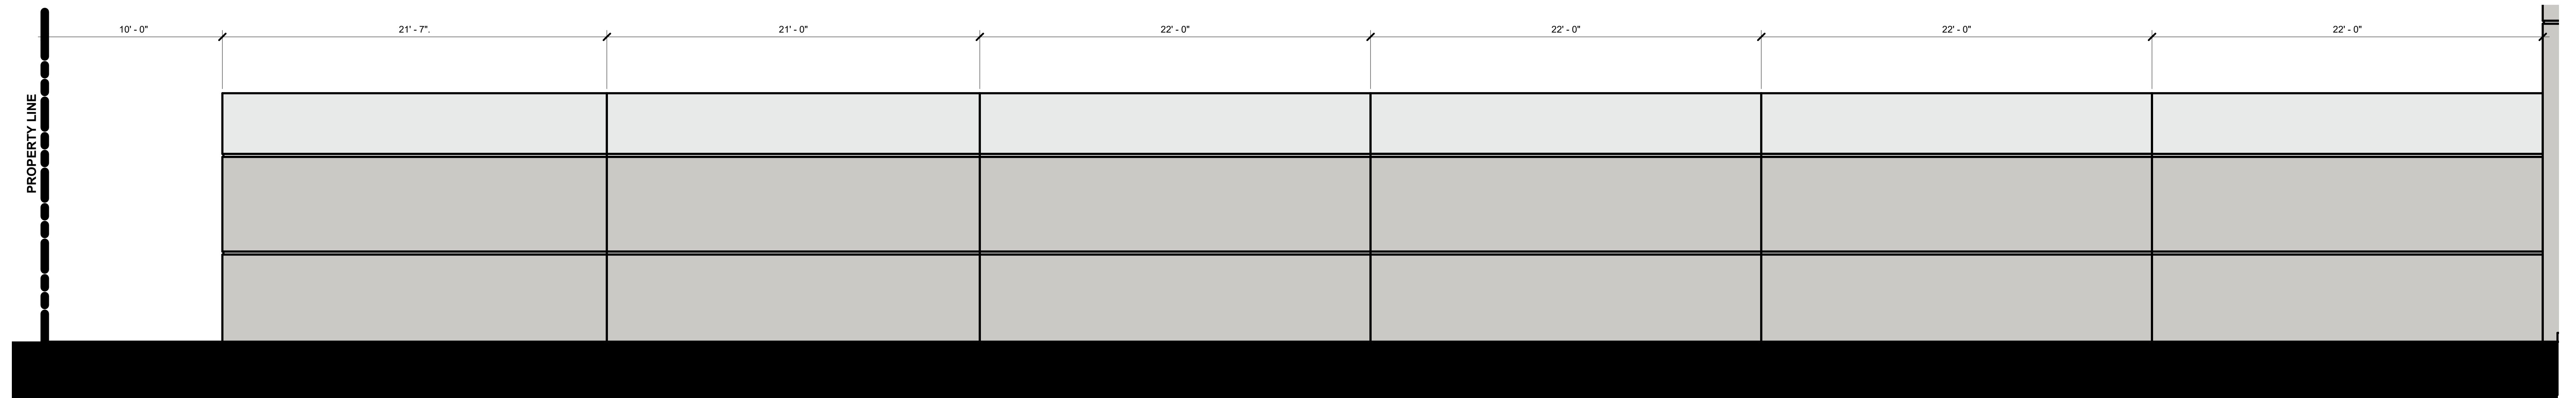 10' - 0"
21' - 7".
21' - 0"
22' - 0"
22' - 0"
22' - 0"
22' - 0"
PROPERTY LINE